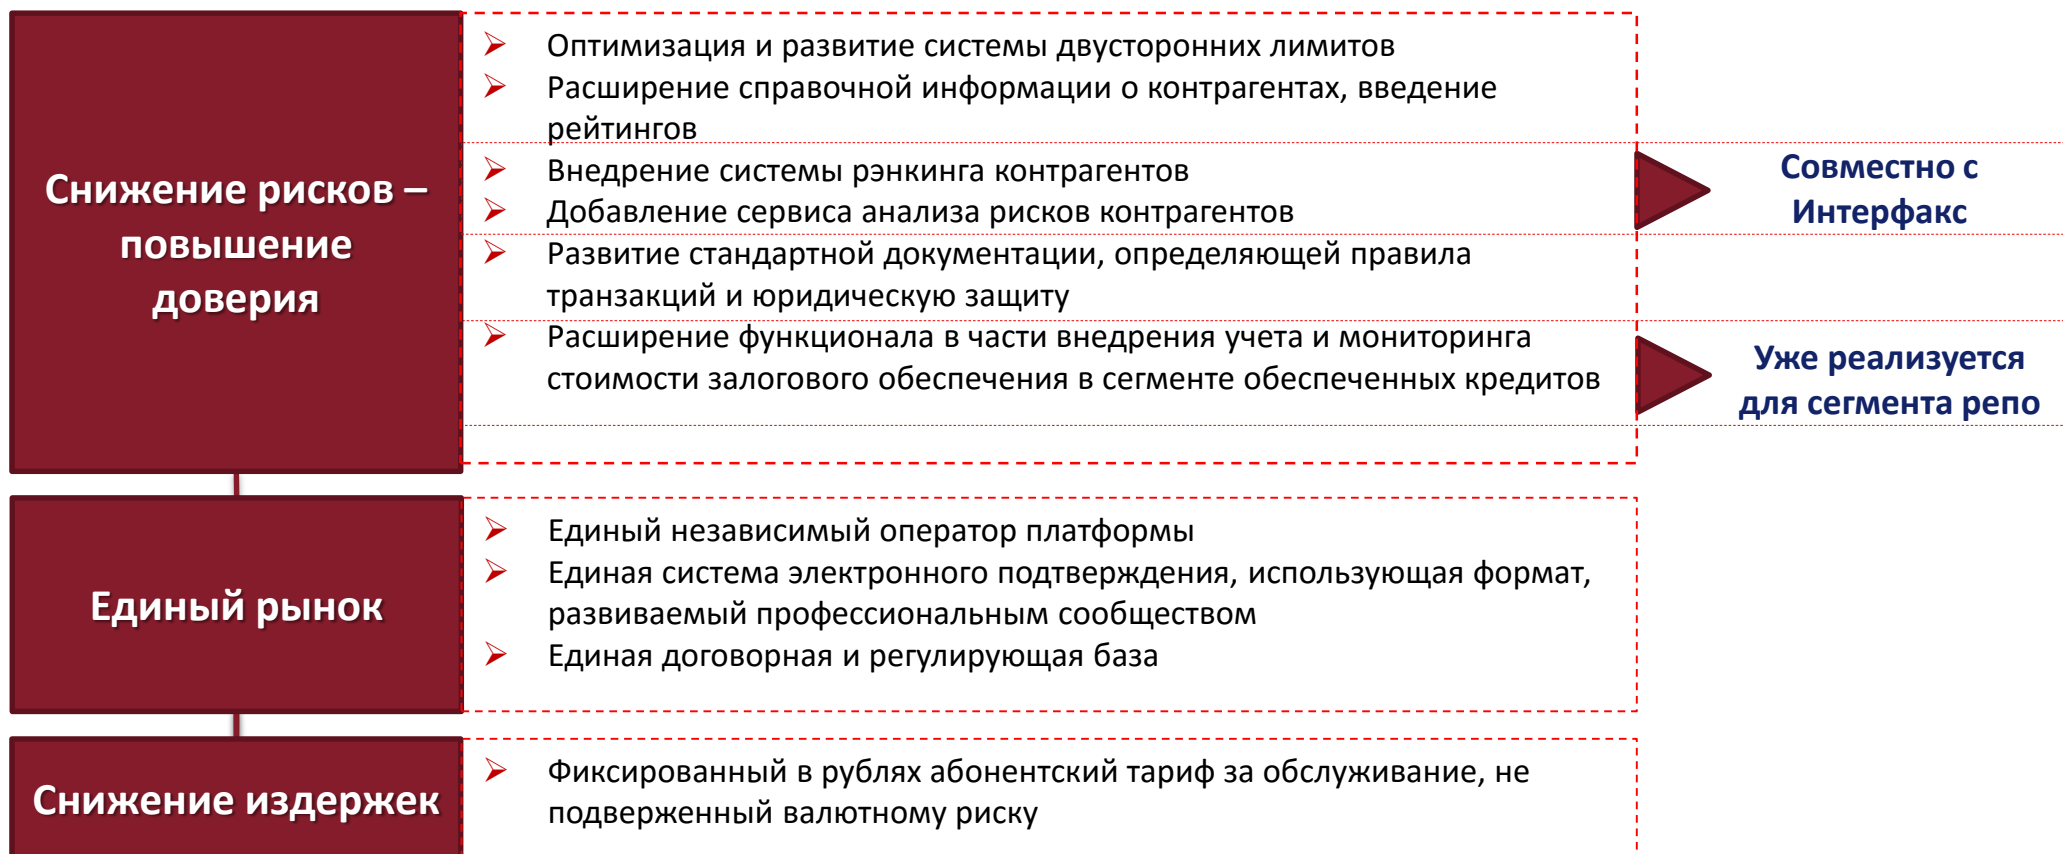 Снижение рисков –
повышение
доверия
Оптимизация и развитие системы двусторонних лимитов
Расширение справочной информации о контрагентах, введение
рейтингов
Внедрение системы рэнкинга контрагентов
Добавление сервиса анализа рисков контрагентов
Совместно с
Интерфакс
Развитие стандартной документации, определяющей правила
транзакций и юридическую защиту
Расширение функционала в части внедрения учета и мониторинга
стоимости залогового обеспечения в сегменте обеспеченных кредитов
Уже реализуется
для сегмента репо
Единый рынок
Единый независимый оператор платформы
Единая система электронного подтверждения, использующая формат,
развиваемый профессиональным сообществом
Единая договорная и регулирующая база
Снижение издержек
Фиксированный в рублях абонентский тариф за обслуживание, не
подверженный валютному риску